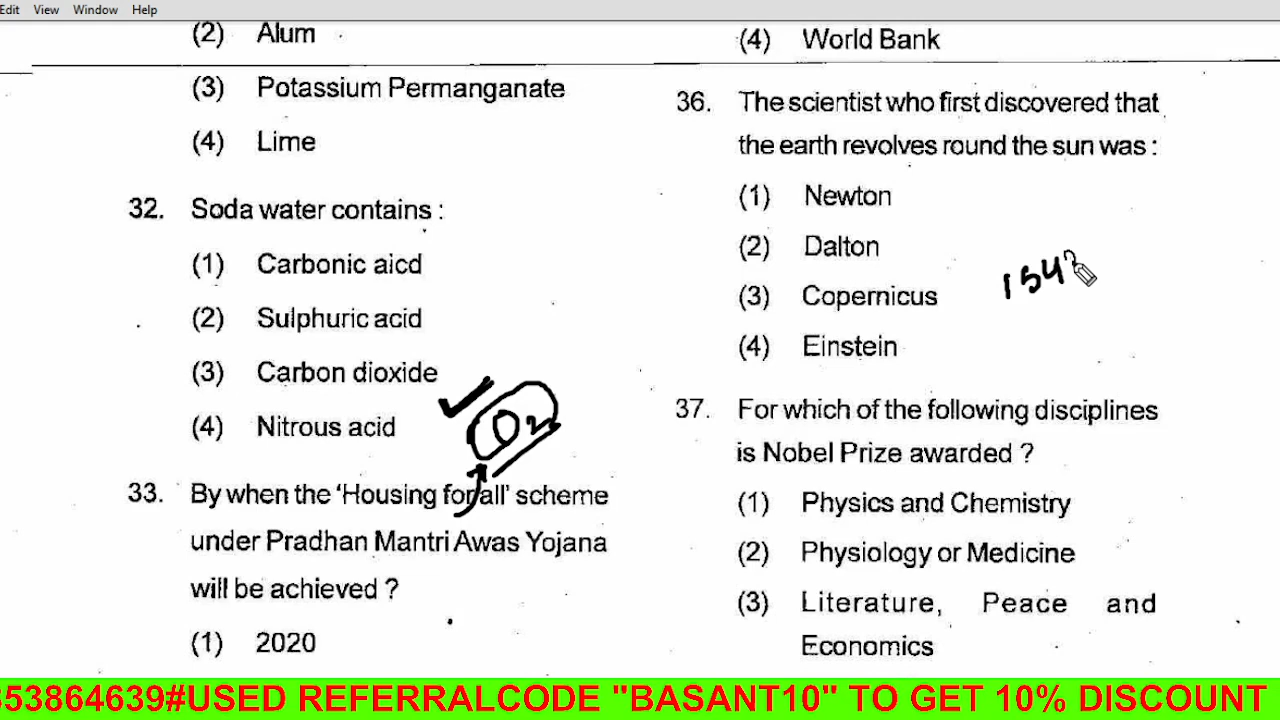 Edit View Window Help
(2) Alum
(3) Potassium Permanganate
(4) Lime
32. Soda water contains :
(1) Carbonic aicd
(2) Sulphuric acid
(3) Carbon dioxide
(4) Nitrous acid
CO2
33. By when the 'Housing for all' scheme
under Pradhan Mantri Awas Yojana
will be achieved ?
(1) 2020
(4) World Bank
36. The scientist who first discovered that
the earth revolves round the sun was :
(1) Newton
(2) Dalton
(3) Copernicus
(4) Einstein
37. For which of the following disciplines
is Nobel Prize awarded ?
(1) Physics and Chemistry
(2) Physiology or Medicine
(3) Literature, Peace and
Economics
53864639#USED REFERRALCODE "BASANT10" TO GET 10% DISCOUNT